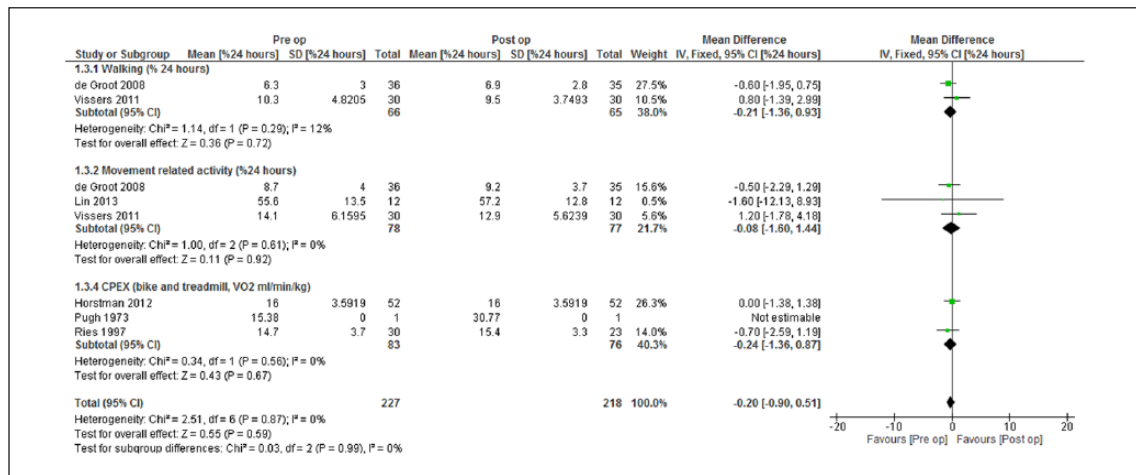 Pre op Post op Mean Difference Mean Difference
Study or Subgroup Mean [%24 hours] SD [%24 hours] Total Mean [%24 hours] SD [%24 hours] Total Weight IV, Fixed, 95% CI [%24 hours] IV, Fixed, 95% CI [%24 hours]
1.3.1 Walking (% 24 hours)
de Groot 2008 6.3 3 36 6.9 2.8 35 27.5% -0.60 [-1.95, 0.75]
Vissers 2011 10.3 4.8205 30 9.5 3.7493 30 10.5% 0.80 [-1.39, 2.99]
Subtotal (95% CI) 66 65 38.0% -0.21 [-1.36, 0.93]
Heterogeneity: Chi² = 1.14, df = 1 (P = 0.29); I² = 12%
Test for overall effect: Z = 0.36 (P = 0.72)
1.3.2 Movement related activity (%24 hours)
de Groot 2008 8.7 4 36 9.2 3.7 35 15.6% -0.50 [-2.29, 1.29]
Lin 2013 55.6 13.5 12 57.2 12.8 12 0.5% -1.60 [-12.13, 8.93]
Vissers 2011 14.1 6.1595 30 12.9 5.6239 30 5.6% 1.20 [-1.78, 4.18]
Subtotal (95% CI) 78 77 21.7% -0.08 [-1.60, 1.44]
Heterogeneity: Chi² = 1.00, df = 2 (P = 0.61); I² = 0%
Test for overall effect: Z = 0.11 (P = 0.92)
1.3.4 CPEX (bike and treadmill, VO2 ml/min/kg)
Horstman 2012 16 3.5919 52 16 3.5919 52 26.3% 0.00 [-1.38, 1.38]
Pugh 1973 15.38 0 1 30.77 0 1 Not estimable
Ries 1997 14.7 3.7 30 15.4 3.3 23 14.0% -0.70 [-2.59, 1.19]
Subtotal (95% CI) 83 76 40.3% -0.24 [-1.36, 0.87]
Heterogeneity: Chi² = 0.34, df = 1 (P = 0.56); I² = 0%
Test for overall effect: Z = 0.43 (P = 0.67)
Total (95% CI) 227 218 100.0% -0.20 [-0.90, 0.51]
Heterogeneity: Chi² = 2.51, df = 6 (P = 0.87); I² = 0%
Test for overall effect: Z = 0.55 (P = 0.59)
Test for subgroup differences: Chi² = 0.03, df = 2 (P = 0.99), I² = 0%
-20 -10 0 10 20
Favours [Pre op] Favours [Post op]